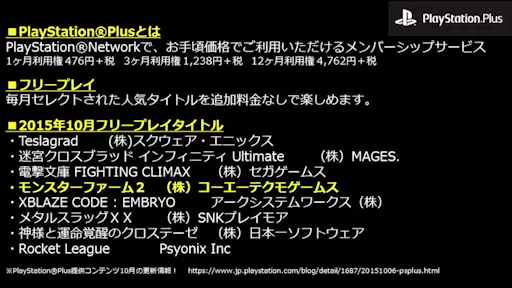 PlayStation.Plus
■PlayStation®Plusとは
PlayStation®Networkで、お手頃価格でご利用いただけるメンバーシップサービス
1ヶ月利用権 476円+税 3ヶ月利用権 1,238円+税 12ヶ月利用権 4,762円+税
■フリープレイ
毎月セレクトされた人気タイトルを追加料金なしで楽しめます。
■2015年10月フリープレイタイトル
・Teslagrad (株)スクウェア・エニックス
・迷宮クロスブラッド インフィニティ Ultimate (株) MAGES.
・電撃文庫 FIGHTING CLIMAX (株) セガゲームス
・モンスターファーム2 (株) コーエーテクモゲームス
・XBLAZE CODE : EMBRYO アークシステムワークス(株)
・メタルスラッグXX (株) SNKプレイモア
・神様と運命覚醒のクロステーゼ (株) 日本一ソフトウェア
・Rocket League Psyonix Inc
※PlayStation®Plus提供コンテンツ10月の更新情報! https://www.jp.playstation.com/blog/detail/1687/20151006-psplus.html